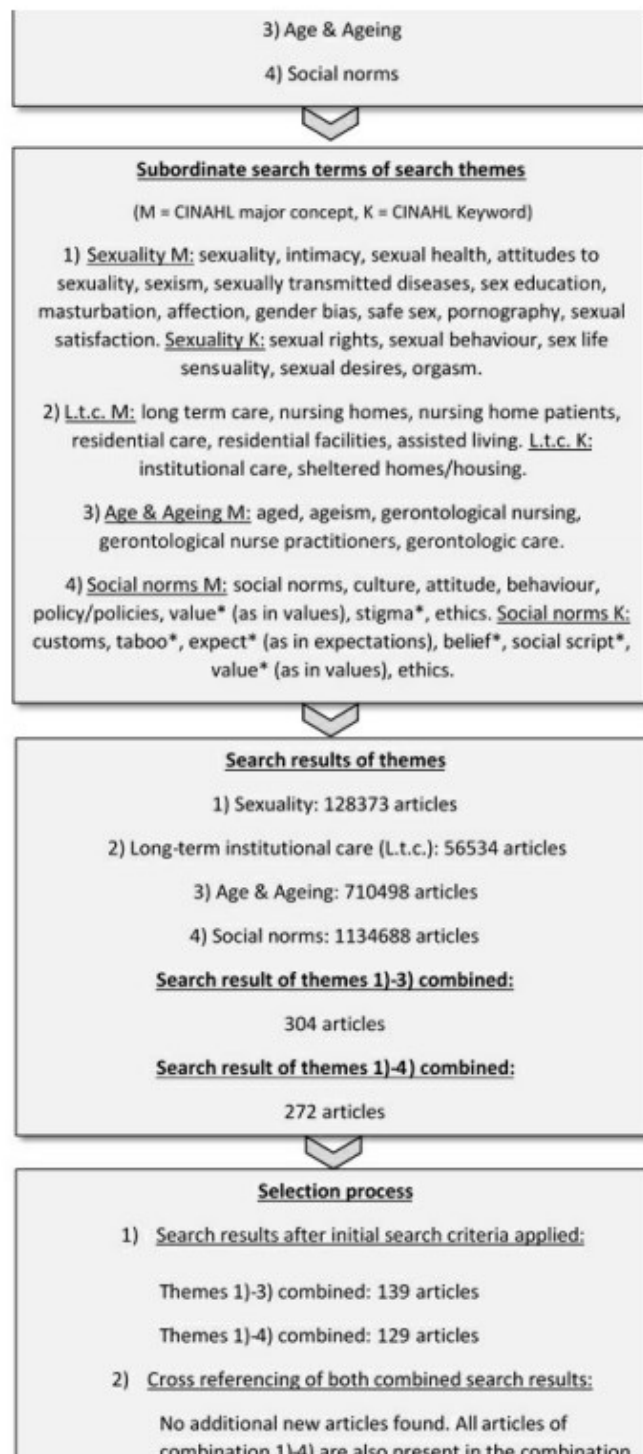 3) Age & Ageing
4) Social norms
Subordinate search terms of search themes
(M = CINAHL major concept, K = CINAHL Keyword)
1) Sexuality M: sexuality, intimacy, sexual health, attitudes to
sexuality, sexism, sexually transmitted diseases, sex education,
masturbation, affection, gender bias, safe sex, pornography, sexual
satisfaction. Sexuality K: sexual rights, sexual behaviour, sex life
sensuality, sexual desires, orgasm.
2) L.t.c. M: long term care, nursing homes, nursing home patients,
residential care, residential facilities, assisted living. L.t.c. K:
institutional care, sheltered homes/housing.
3) Age & Ageing M: aged, ageism, gerontological nursing,
gerontological nurse practitioners, gerontologic care.
4) Social norms M: social norms, culture, attitude, behaviour,
policy/policies, value* (as in values), stigma*, ethics. Social norms K:
customs, taboo*, expect* (as in expectations), belief*, social script*,
value* (as in values), ethics.
Search results of themes
1) Sexuality: 128373 articles
2) Long-term institutional care (L.t.c.): 56534 articles
3) Age & Ageing: 710498 articles
4) Social norms: 1134688 articles
Search result of themes 1)-3) combined:
304 articles
Search result of themes 1)-4) combined:
272 articles
Selection process
1) Search results after initial search criteria applied:
Themes 1)-3) combined: 139 articles
Themes 1)-4) combined: 129 articles
2) Cross referencing of both combined search results:
No additional new articles found. All articles of
combination 1)-4) are also present in the combination